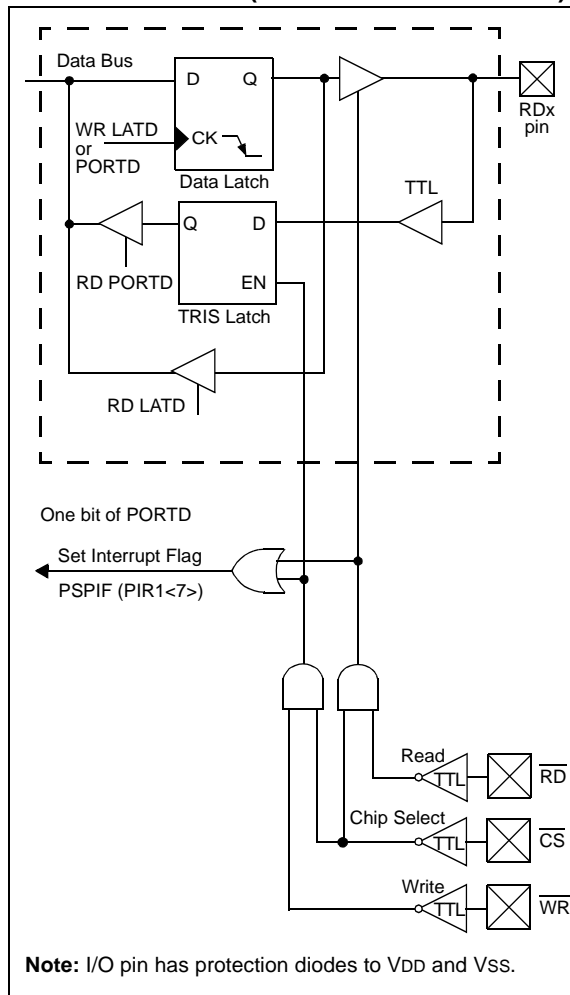 Data Bus
D Q
RDx
pin
WR LATD
or
PORTD
CK
Data Latch
TTL
Q D
RD PORTD
EN
TRIS Latch
RD LATD
One bit of PORTD
Set Interrupt Flag
PSPIF (PIR1<7>)
Read
TTL
RD
Chip Select
TTL
CS
Write
TTL
WR
Note: I/O pin has protection diodes to VDD and VSS.